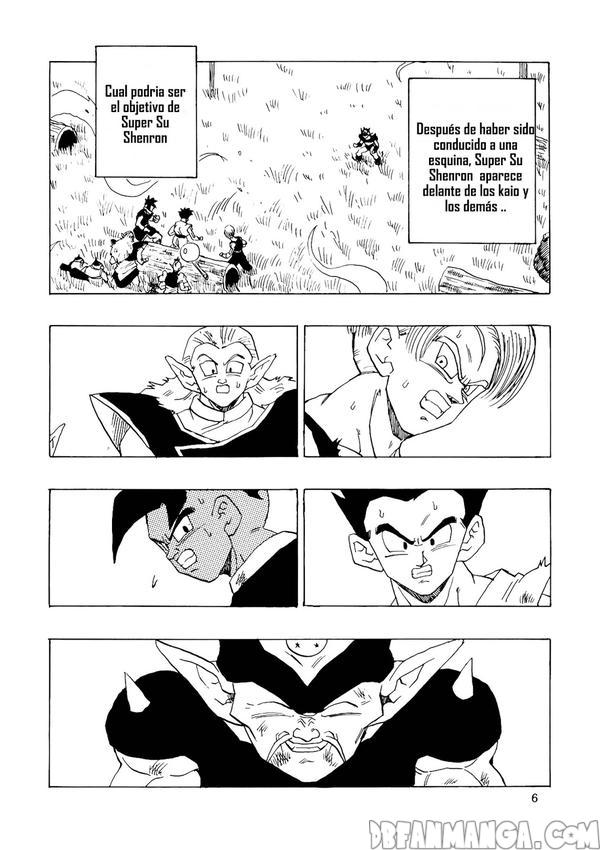 Cual podria ser
el objetivo de
Super Su
Shenron
Después de haber sido
conducido a una
esquina, Super Su
Shenron aparece
delante de los kaio y
los demás ..
6
DBFANMANGA.COM